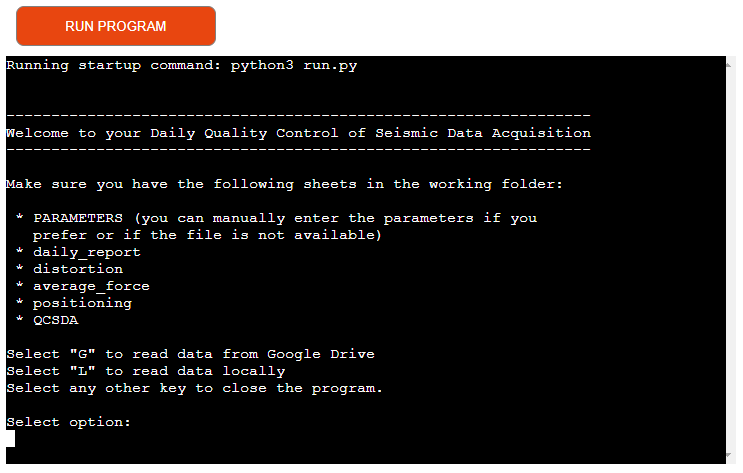 RUN PROGRAM
Running startup command: python3 run.py
--------------------------------------------------------------------
Welcome to your Daily Quality Control of Seismic Data Acquisition
--------------------------------------------------------------------
Make sure you have the following sheets in the working folder:
* PARAMETERS (you can manually enter the parameters if you
prefer or if the file is not available)
* daily_report
* distortion
* average_force
* positioning
* QCSDA
Select "G" to read data from Google Drive
Select "L" to read data locally
Select any other key to close the program.
Select option: